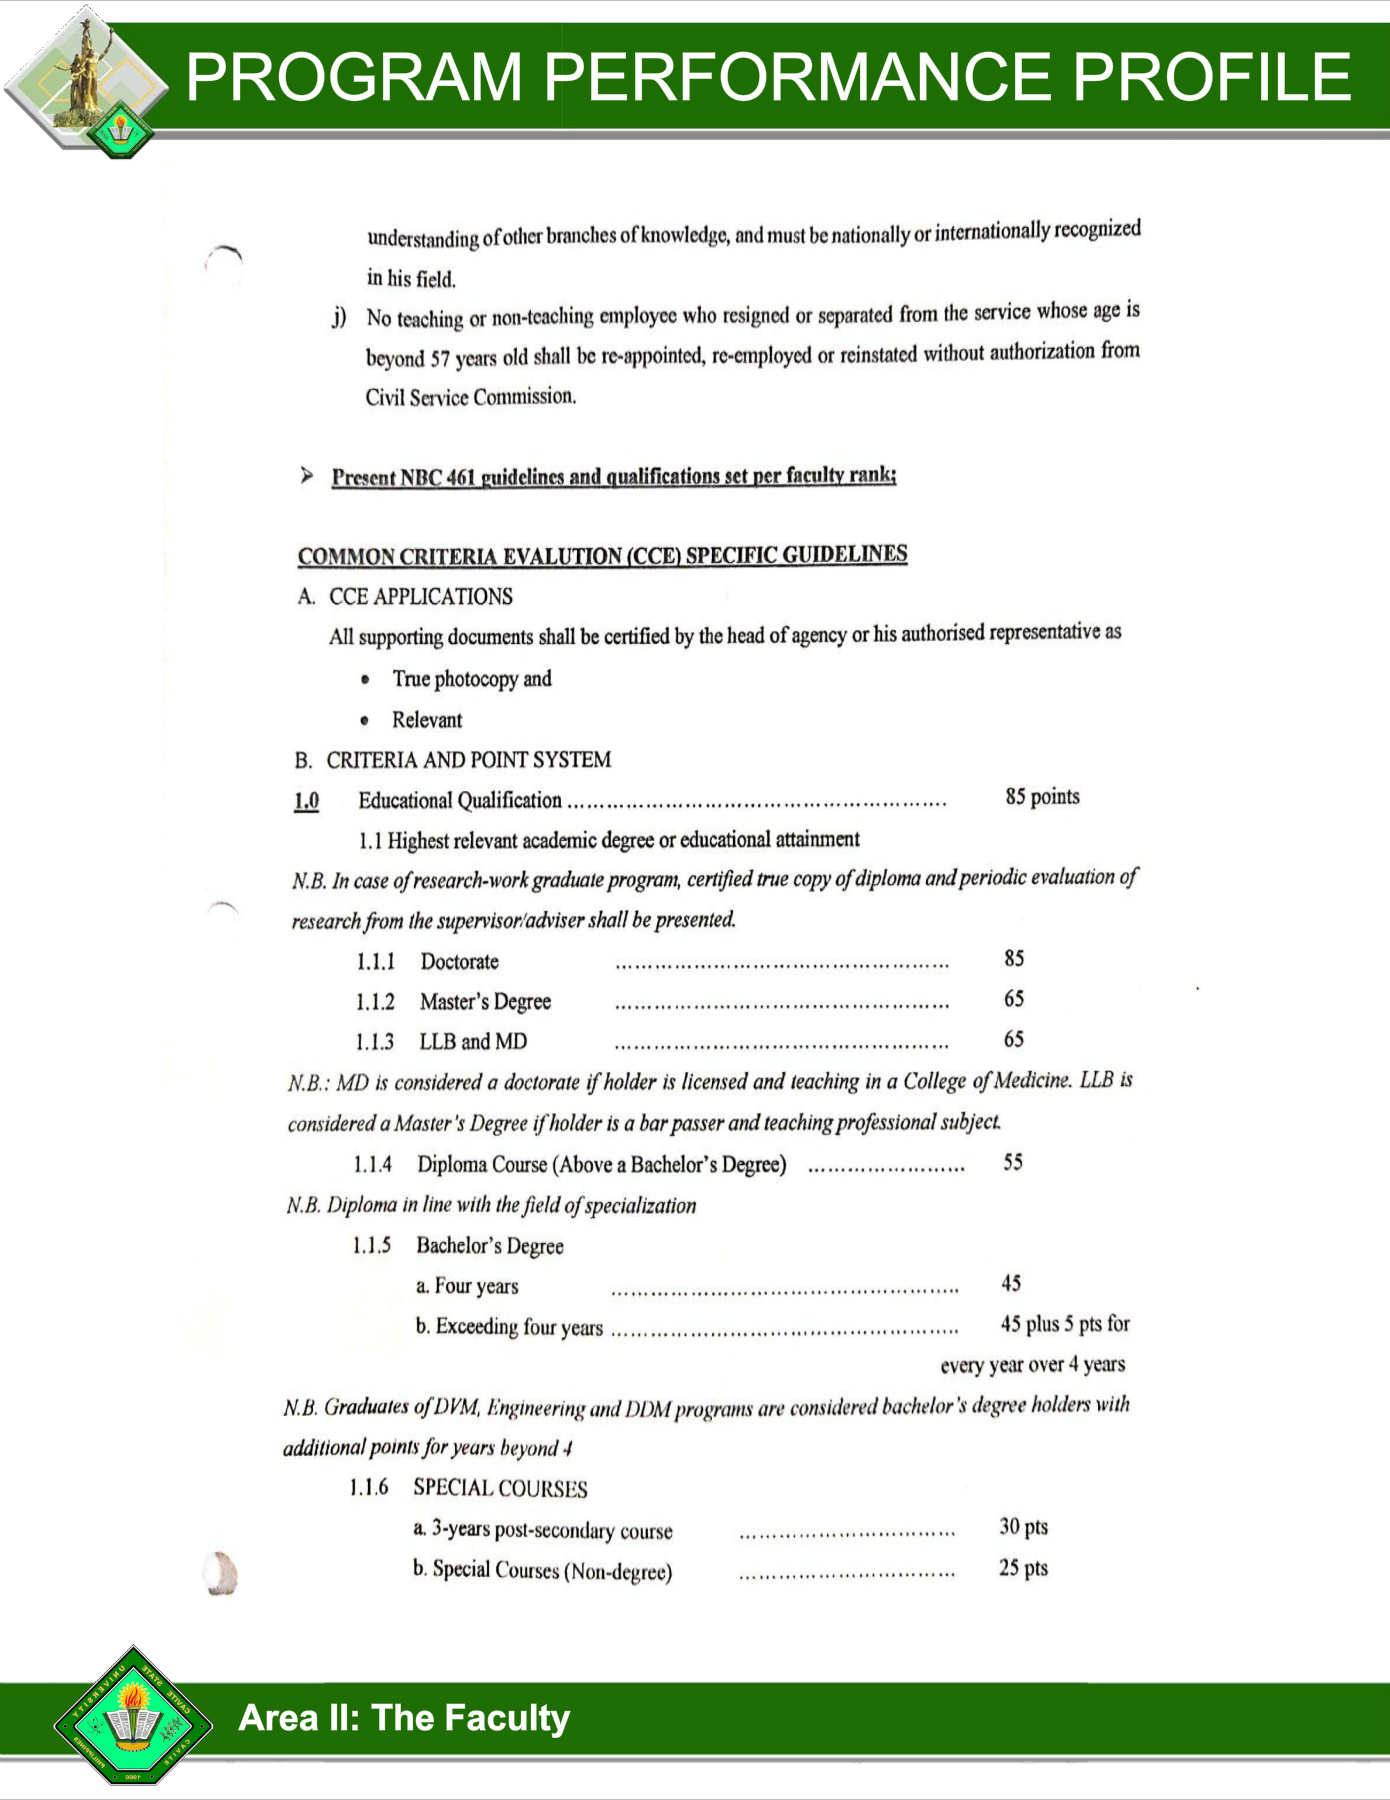 PROGRAM PERFORMANCE PROFILE
understanding of other branches of knowledge, and must be nationally or internationally recognized
in his field.
j) No teaching or non-teaching employee who resigned or separated from the service whose age is
beyond 57 years old shall be re-appointed, re-employed or reinstated without authorization from
Civil Service Commission.
➢ Present NBC 461 guidelines and qualifications set per faculty rank;
COMMON CRITERIA EVALUTION (CCE) SPECIFIC GUIDELINES
A. CCE APPLICATIONS
All supporting documents shall be certified by the head of agency or his authorised representative as
• True photocopy and
• Relevant
B. CRITERIA AND POINT SYSTEM
1.0 Educational Qualification ........................................................... 85 points
1.1 Highest relevant academic degree or educational attainment
N.B. In case of research-work graduate program, certified true copy of diploma and periodic evaluation of
research from the supervisor/adviser shall be presented.
1.1.1 Doctorate .................................................... 85
1.1.2 Master's Degree .................................................... 65
1.1.3 LLB and MD .................................................... 65
N.B.: MD is considered a doctorate if holder is licensed and teaching in a College of Medicine. LLB is
considered a Master's Degree if holder is a bar passer and teaching professional subject.
1.1.4 Diploma Course (Above a Bachelor's Degree) ........................ 55
N.B. Diploma in line with the field of specialization
1.1.5 Bachelor's Degree
a. Four years ...................................................... 45
b. Exceeding four years ...................................................... 45 plus 5 pts for
every year over 4 years
N.B. Graduates of DVM, Engineering and DDM programs are considered bachelor's degree holders with
additional points for years beyond 4
1.1.6 SPECIAL COURSES
a. 3-years post-secondary course ................................. 30 pts
b. Special Courses (Non-degree) ................................. 25 pts
CAVITE STATE UNIVERSITY
CAVITE
PHILIPPINES
1906
Area II: The Faculty